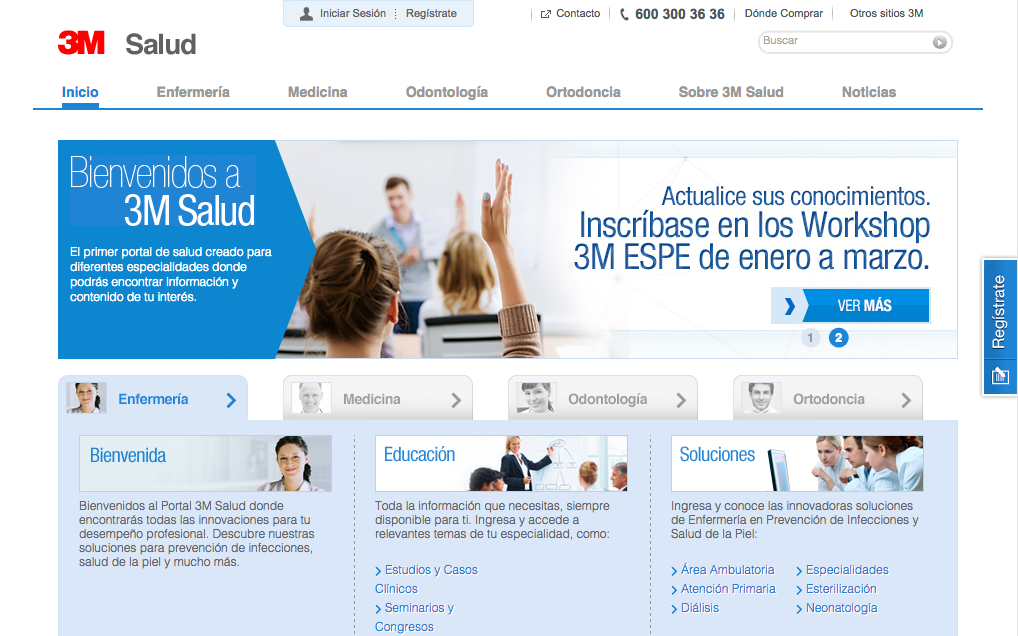 Iniciar Sesión
Regístrate
Contacto
600 300 36 36
Dónde Comprar
Otros sitios 3M
3M Salud
Buscar
Inicio
Enfermería
Medicina
Odontología
Ortodoncia
Sobre 3M Salud
Noticias
Bienvenidos a
3M Salud
El primer portal de salud creado para
diferentes especialidades donde
podrás encontrar información y
contenido de tu interés.
Actualice sus conocimientos.
Inscríbase en los Workshop
3M ESPE de enero a marzo.
VER MÁS
1 2
Regístrate
Enfermería
Medicina
Odontología
Ortodoncia
Bienvenida
Bienvenidos al Portal 3M Salud donde
encontrarás todas las innovaciones para tu
desempeño profesional. Descubre nuestras
soluciones para prevención de infecciones,
salud de la piel y mucho más.
Educación
Toda la información que necesitas, siempre
disponible para ti. Ingresa y accede a
relevantes temas de tu especialidad, como:
Estudios y Casos
Clínicos
Seminarios y
Congresos
Soluciones
Ingresa y conoce las innovadoras soluciones
de Enfermería en Prevención de Infecciones y
Salud de la Piel:
Área Ambulatoria
Atención Primaria
Diálisis
Especialidades
Esterilización
Neonatología